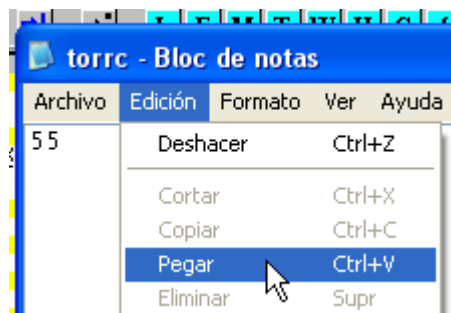 torrc - Bloc de notas
Archivo Edición Formato Ver Ayuda
55
Deshacer Ctrl+Z
Cortar Ctrl+X
Copiar Ctrl+C
Pegar Ctrl+V
Eliminar Supr